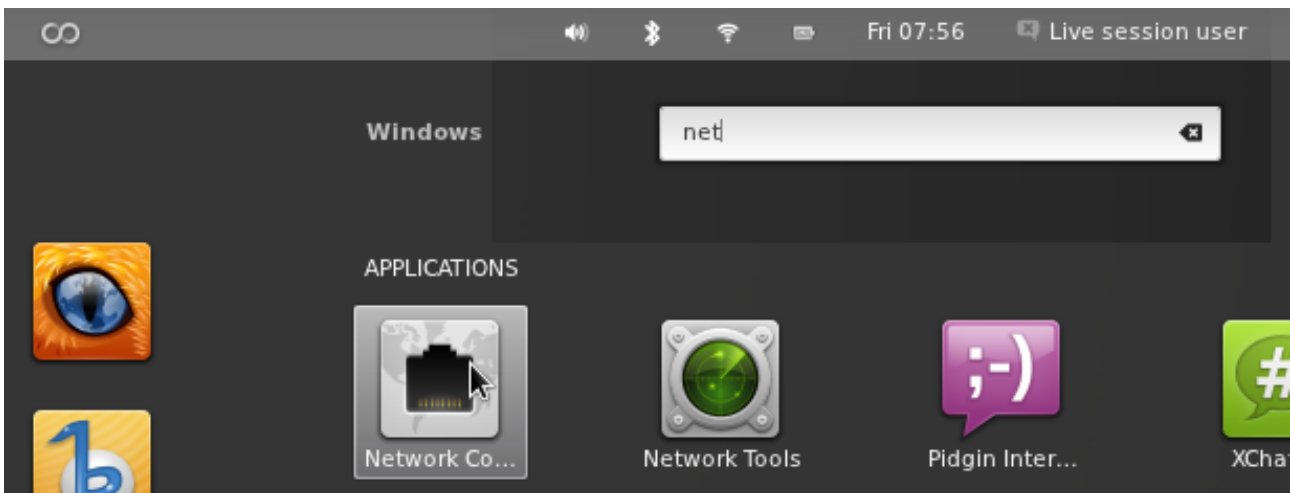 Fri 07:56 Live session user
Windows net
APPLICATIONS
;-) #
Network Co... Network Tools Pidgin Inter... XCha